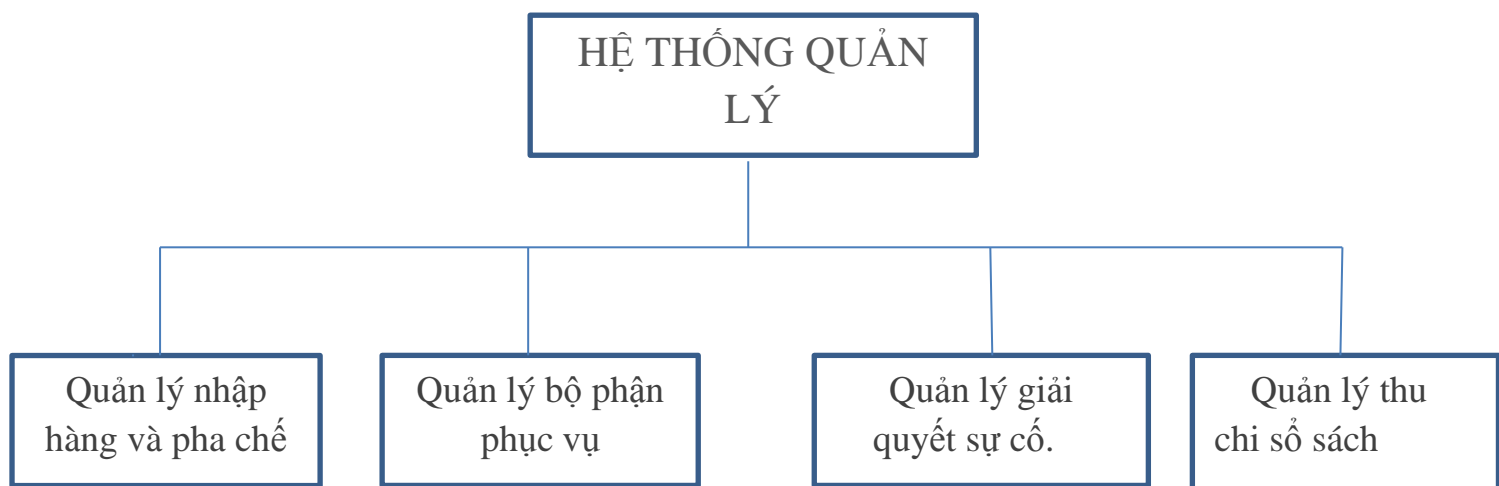 HỆ THỐNG QUẢN
LÝ
Quản lý nhập
hàng và pha chế
Quản lý bộ phận
phục vụ
Quản lý giải
quyết sự cố.
Quản lý thu
chi sổ sách